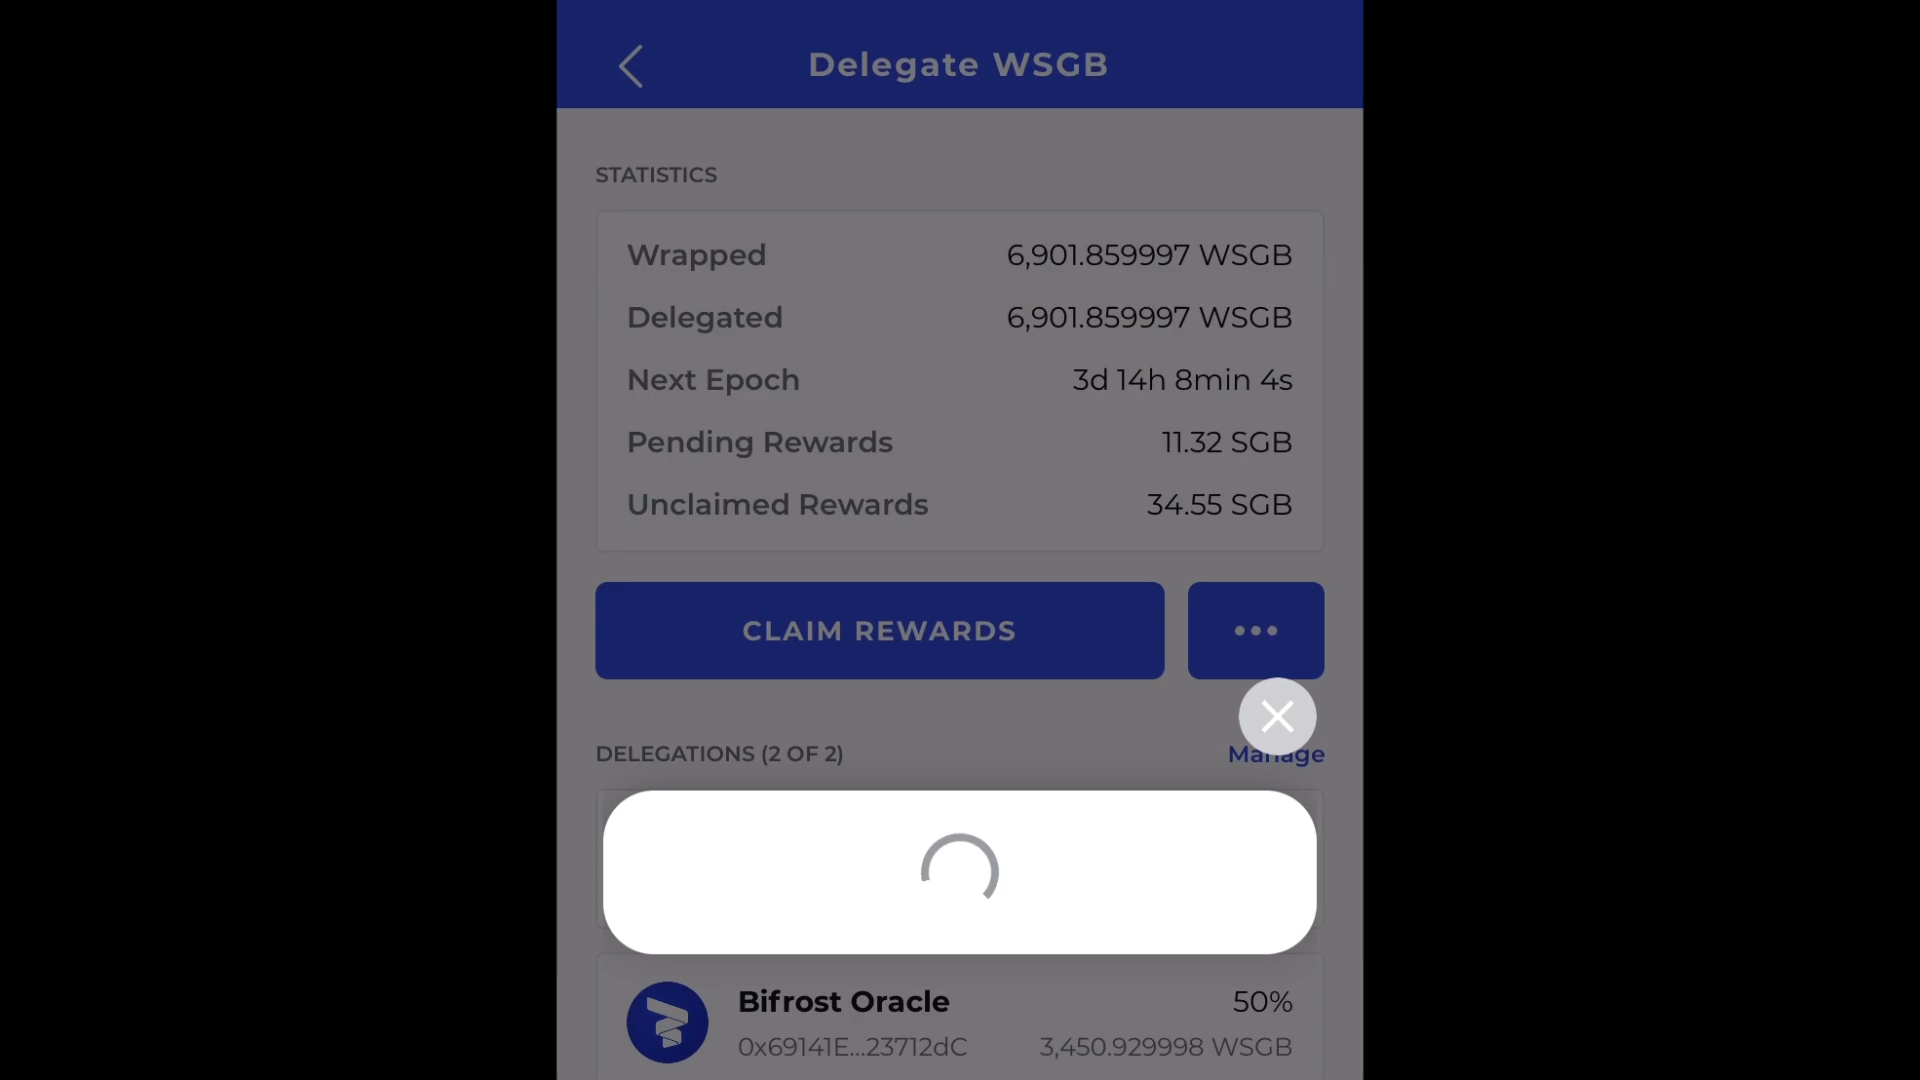 Delegate WSGB
STATISTICS
Wrapped 6,901.859997 WSGB
Delegated 6,901.859997 WSGB
Next Epoch 3d 14h 8min 4s
Pending Rewards 11.32 SGB
Unclaimed Rewards 34.55 SGB
CLAIM REWARDS
DELEGATIONS (2 OF 2) Manage
Bifrost Oracle 50%
0x69141E...23712dC 3,450.929998 WSGB